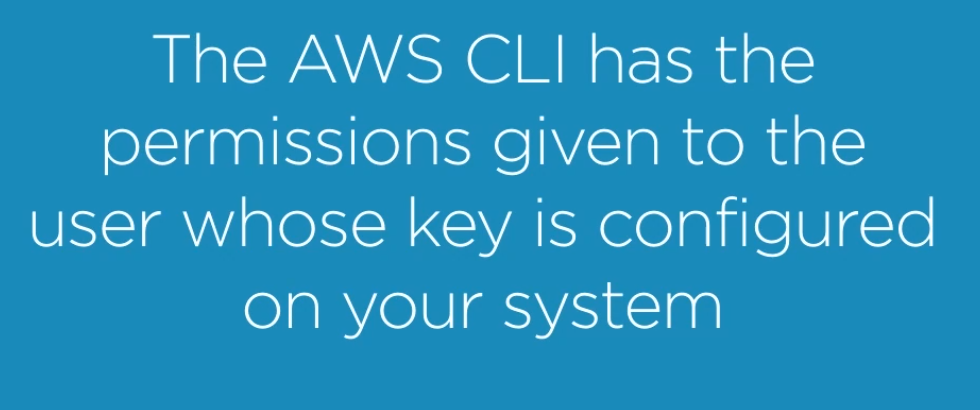 The AWS CLI has the
permissions given to the
user whose key is configured
on your system